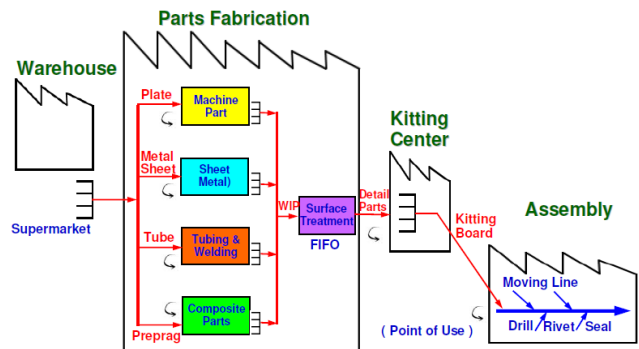 Parts Fabrication
Warehouse
Plate
Machine
Part
Kitting
Center
Metal
Sheet
Sheet
Metal)
Supermarket
WIP
Surface
Treatment
FIFO
Detail
Parts
Kitting
Board
Assembly
Tube
Tubing &
Welding
Moving Line
Composite
Parts
Preprag
( Point of Use )
Drill/Rivet/Seal